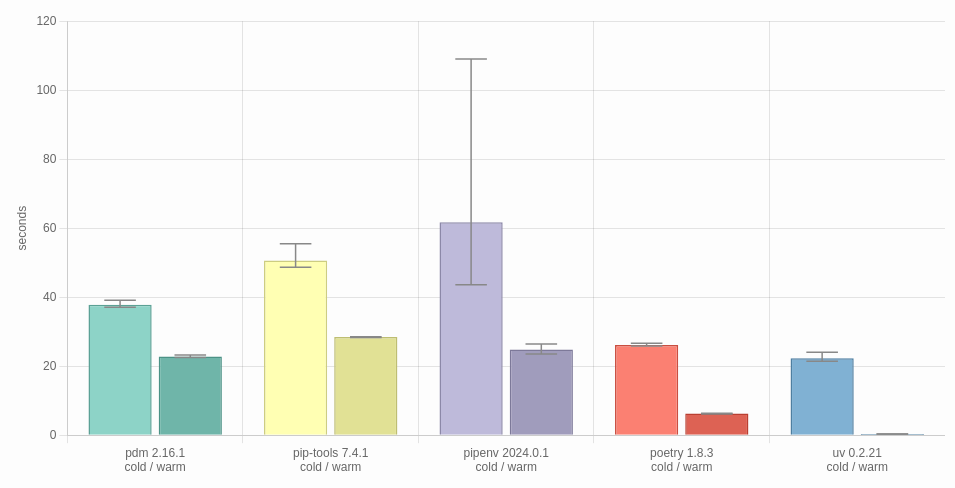 120
100
80
60
40
20
0
seconds
pdm 2.16.1
cold / warm
pip-tools 7.4.1
cold / warm
pipenv 2024.0.1
cold / warm
poetry 1.8.3
cold / warm
uv 0.2.21
cold / warm